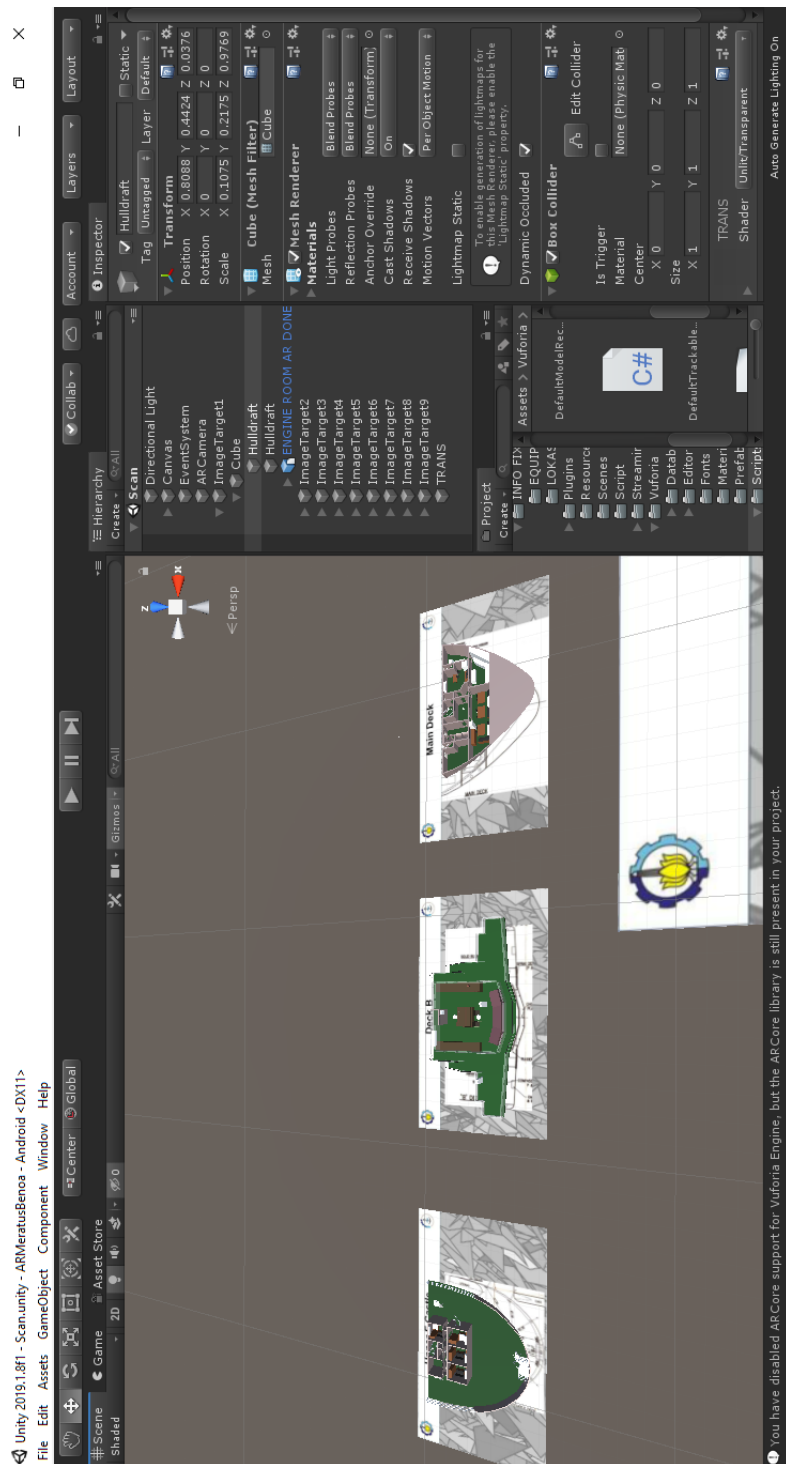 Unity 2019.1.8f1 - Scan.unity - ARMeratusBenoa - Android <DX11>
File Edit Assets GameObject Component Window Help
Center Global
Collab Account Layers Layout
Scene Game Asset Store
Shaded 2D 0 Gizmos All
z x
Persp
Deck B
Main Deck
MAIN DECK
Hierarchy
Create All
Scan
Directional Light
Canvas
EventSystem
ARCamera
ImageTarget1
Cube
Hulldraft
Hulldraft
ENGINE ROOM AR DONE
ImageTarget2
ImageTarget3
ImageTarget4
ImageTarget5
ImageTarget6
ImageTarget7
ImageTarget8
ImageTarget9
TRANS
Project
Create
INFO FIX
EQUIP
LOKAS
Plugins
Resourc
Scenes
Script
Streamin
Vuforia
Datab
Editor
Fonts
Materi
Prefab
Script
Assets > Vuforia >
DefaultModelRec...
C#
DefaultTrackable...
Inspector
Hulldraft Static
Tag Untagged Layer Default
Transform
Position X 0.8088 Y 0.4424 Z 0.0376
Rotation X 0 Y 0 Z 0
Scale X 0.1075 Y 0.2175 Z 0.9769
Cube (Mesh Filter)
Mesh Cube
Mesh Renderer
Materials
Light Probes Blend Probes
Reflection Probes Blend Probes
Anchor Override None (Transform)
Cast Shadows On
Receive Shadows
Motion Vectors Per Object Motion
Lightmap Static
To enable generation of lightmaps for
this Mesh Renderer, please enable the
'Lightmap Static' property.
Dynamic Occluded
Box Collider
Edit Collider
Is Trigger
Material None (Physic Mat
Center
X 0 Y 0 Z 0
Size
X 1 Y 1 Z 1
TRANS
Shader Unlit/Transparent
You have disabled ARCore support for Vuforia Engine, but the ARCore library is still present in your project.
Auto Generate Lighting On